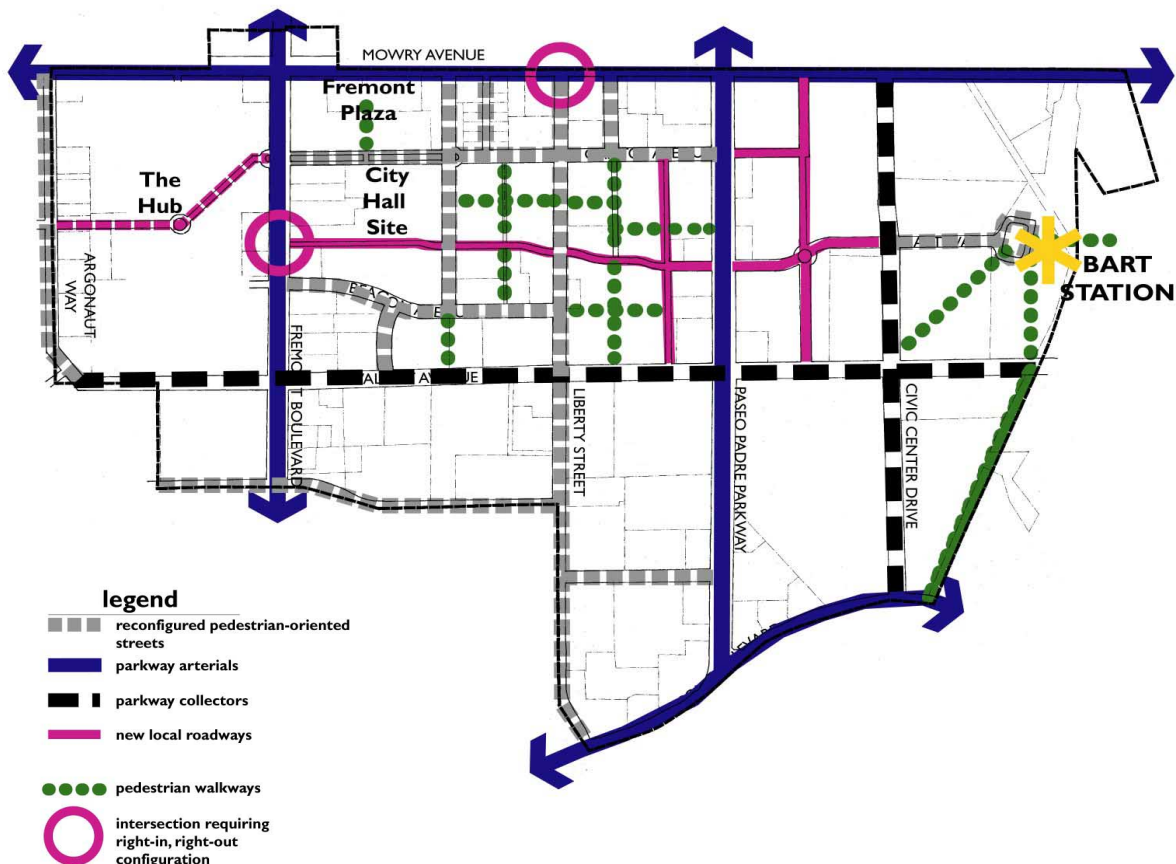 MOWRY AVENUE
Fremont
Plaza
The
Hub
City
Hall
Site
ARGONAUT
WAY
FREMONT BOULEVARD
LIBERTY STREET
PASEO PADRE PARKWAY
CIVIC CENTER DRIVE
BART
STATION
legend
reconfigured pedestrian-oriented
streets
parkway arterials
parkway collectors
new local roadways
pedestrian walkways
intersection requiring
right-in, right-out
configuration